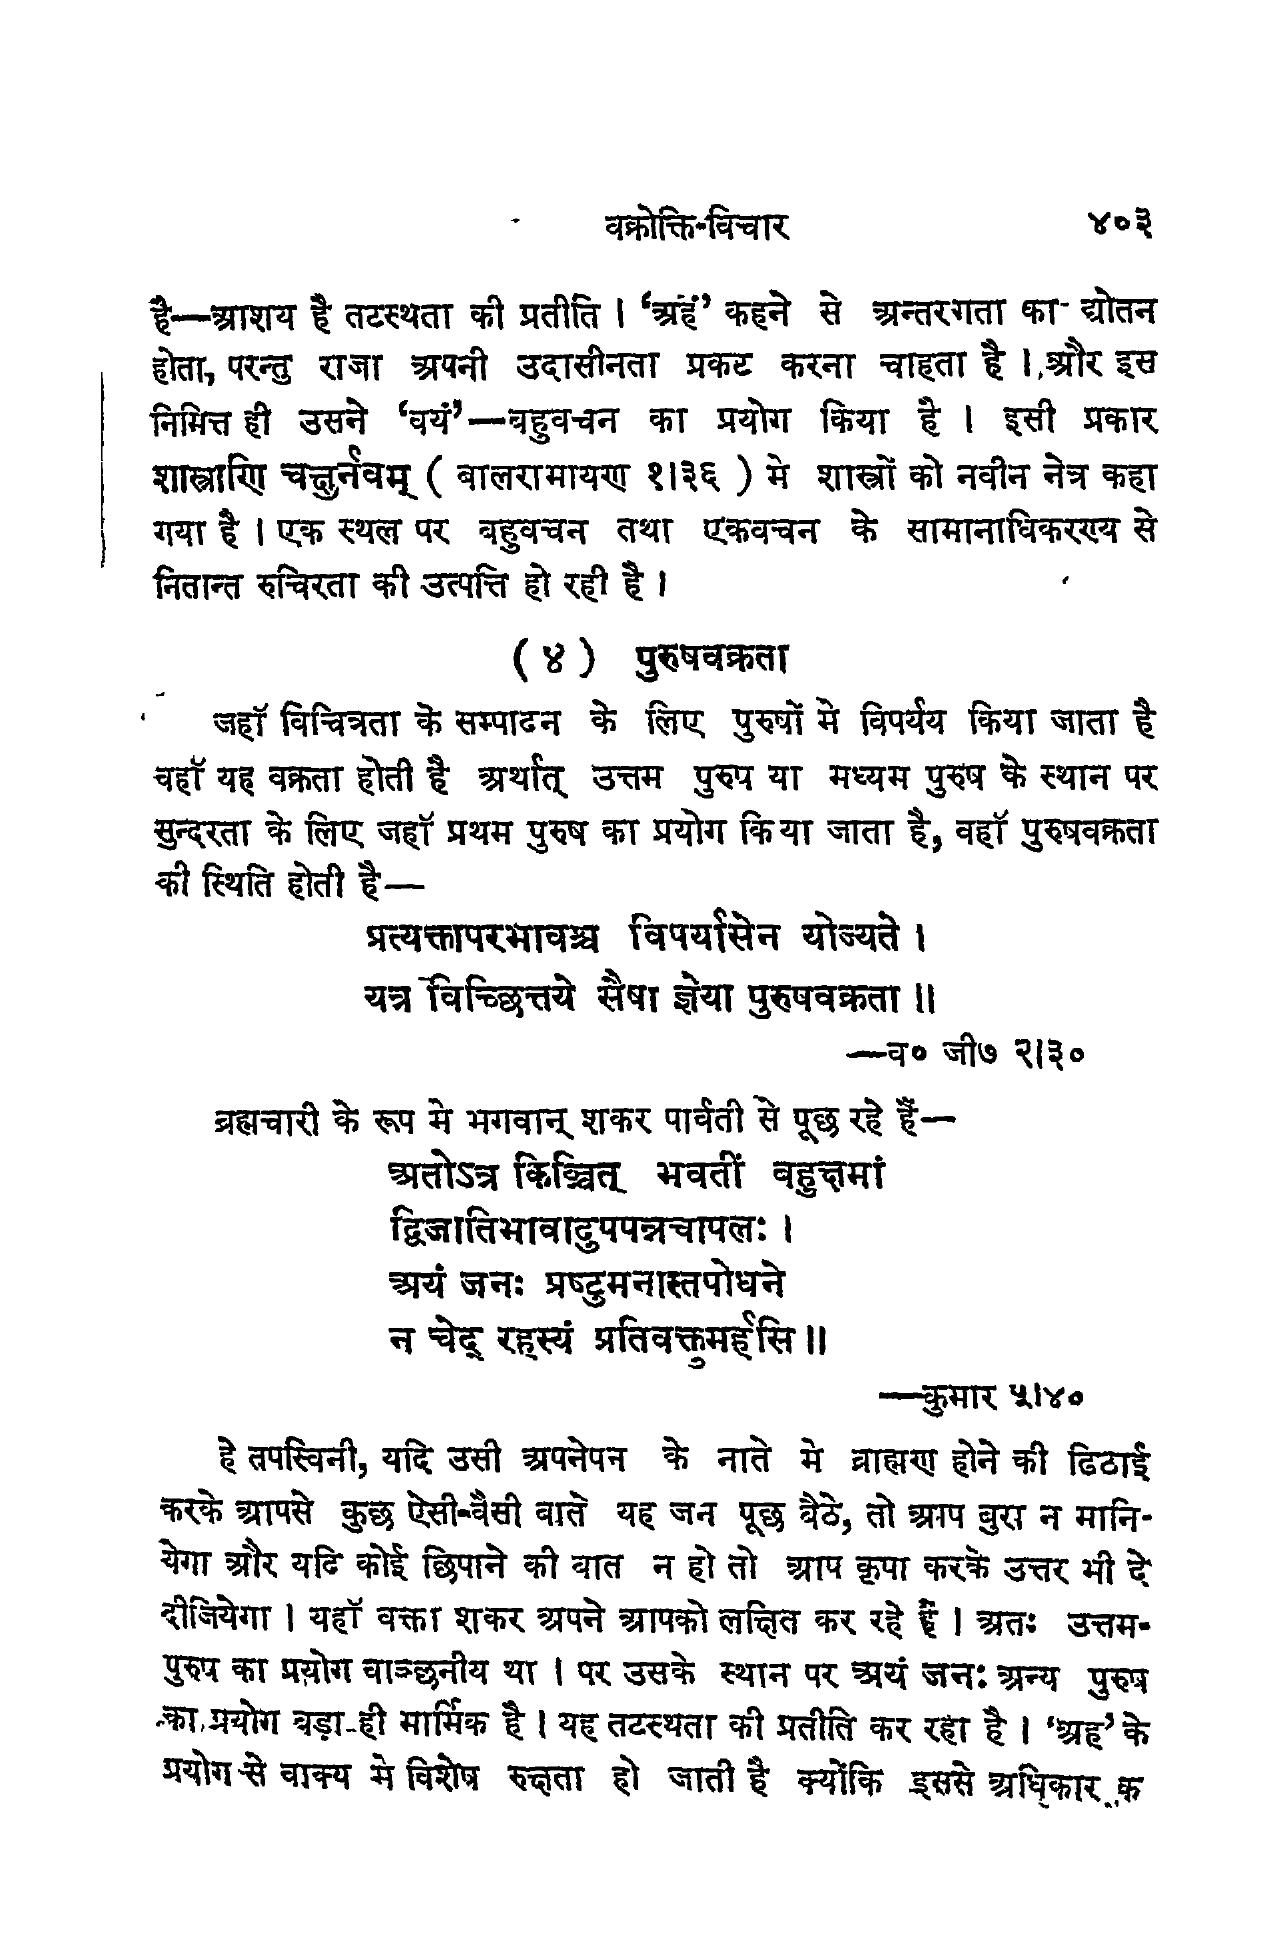 वक्रोक्ति-विचार ४०३
है—आशय है तटस्थता की प्रतीति । 'अहं' कहने से अन्तरगता का द्योतन
होता, परन्तु राजा अपनी उदासीनता प्रकट करना चाहता है । और इस
निमित्त ही उसने 'वयं'—बहुवचन का प्रयोग किया है । इसी प्रकार
शास्त्राणि चक्षुर्नवम् ( बालरामायण १।३६ ) मे शास्त्रों को नवीन नेत्र कहा
गया है । एक स्थल पर बहुवचन तथा एकवचन के सामानाधिकरण्य से
नितान्त रुचिरता की उत्पत्ति हो रही है ।
( ४ ) पुरुषवक्रता
जहाँ विचित्रता के सम्पादन के लिए पुरुषों मे विपर्यय किया जाता है
वहाँ यह वक्रता होती है अर्थात् उत्तम पुरुष या मध्यम पुरुष के स्थान पर
सुन्दरता के लिए जहाँ प्रथम पुरुष का प्रयोग किया जाता है, वहाँ पुरुषवक्रता
की स्थिति होती है—
प्रत्यक्तापरभावश्च विपर्यासेन योज्यते ।
यत्र विच्छित्तये सैषा ज्ञेया पुरुषवक्रता ॥
—व० जी७ २।३०
ब्रह्मचारी के रूप मे भगवान् शकर पार्वती से पूछ रहे हैं—
अतोऽत्र किञ्चित् भवतीं बहुक्षमां
द्विजातिभावादुपपन्नचापलः ।
अयं जनः प्रष्टुमनास्तपोधने
न चेद् रहस्यं प्रतिवक्तुमर्हसि ॥
—कुमार ५।४०
हे तपस्विनी, यदि उसी अपनेपन के नाते मे ब्राह्मण होने की ढिठाई
करके आपसे कुछ ऐसी-वैसी वाते यह जन पूछ बैठे, तो आप बुरा न मानि-
येगा और यदि कोई छिपाने की वात न हो तो आप कृपा करके उत्तर भी दे
दीजियेगा । यहाँ वक्ता शकर अपने आपको लक्षित कर रहे हैं । अतः उत्तम-
पुरुष का प्रयोग वाञ्छनीय था । पर उसके स्थान पर अयं जनः अन्य पुरुष
का प्रयोग बड़ा ही मार्मिक है । यह तटस्थता की प्रतीति कर रहा है । 'अह' के
प्रयोग से वाक्य मे विशेष रुक्षता हो जाती है क्योंकि इससे अधिकार क